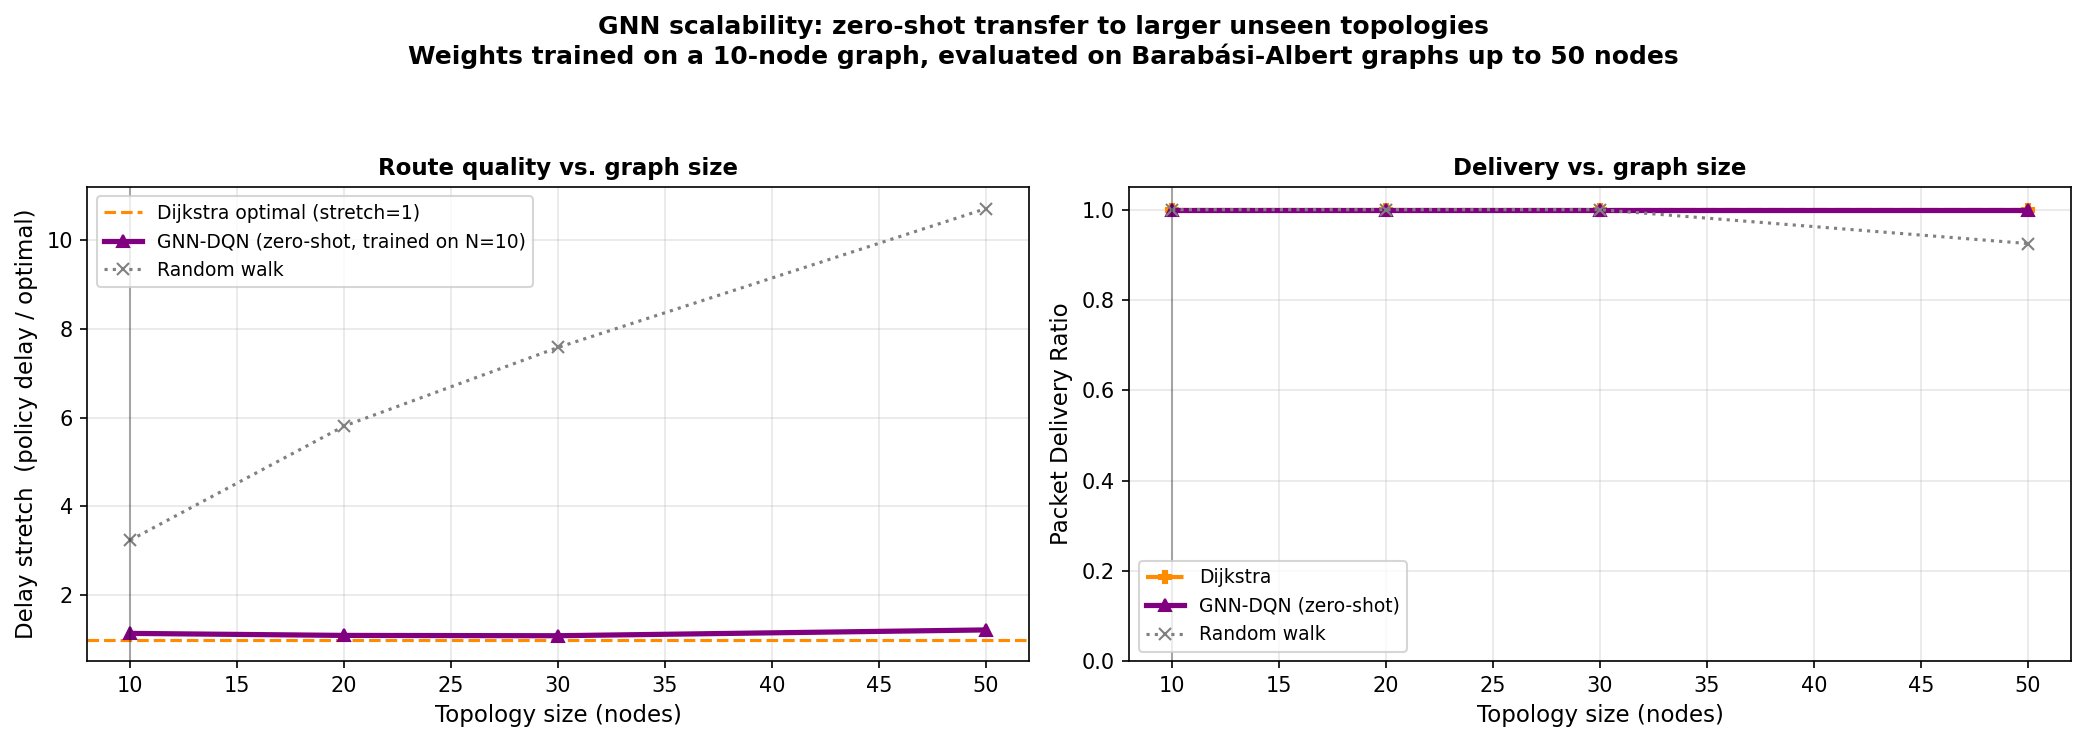 GNN scalability: zero-shot transfer to larger unseen topologies
Weights trained on a 10-node graph, evaluated on Barabási-Albert graphs up to 50 nodes
Route quality vs. graph size
Delay stretch  (policy delay / optimal)
10
8
6
4
2
Dijkstra optimal (stretch=1)
GNN-DQN (zero-shot, trained on N=10)
Random walk
10 15 20 25 30 35 40 45 50
Topology size (nodes)
Delivery vs. graph size
Packet Delivery Ratio
1.0
0.8
0.6
0.4
0.2
0.0
Dijkstra
GNN-DQN (zero-shot)
Random walk
10 15 20 25 30 35 40 45 50
Topology size (nodes)